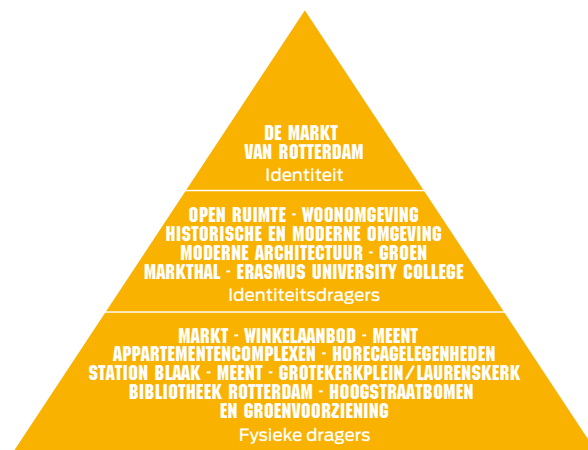 DE MARKT
VAN ROTTERDAM
Identiteit
OPEN RUIMTE - WOONOMGEVING
HISTORISCHE EN MODERNE OMGEVING
MODERNE ARCHITECTUUR - GROEN
MARKTHAL - ERASMUS UNIVERSITY COLLEGE
Identiteitsdragers
MARKT - WINKELAANBOD - MEENT
APPARTEMENTENCOMPLEXEN - HORECAGELEGENHEDEN
STATION BLAAK - MEENT - GROTEKERKPLEIN/LAURENSKERK
BIBLIOTHEEK ROTTERDAM - HOOGSTRAATBOMEN
EN GROENVOORZIENING
Fysieke dragers